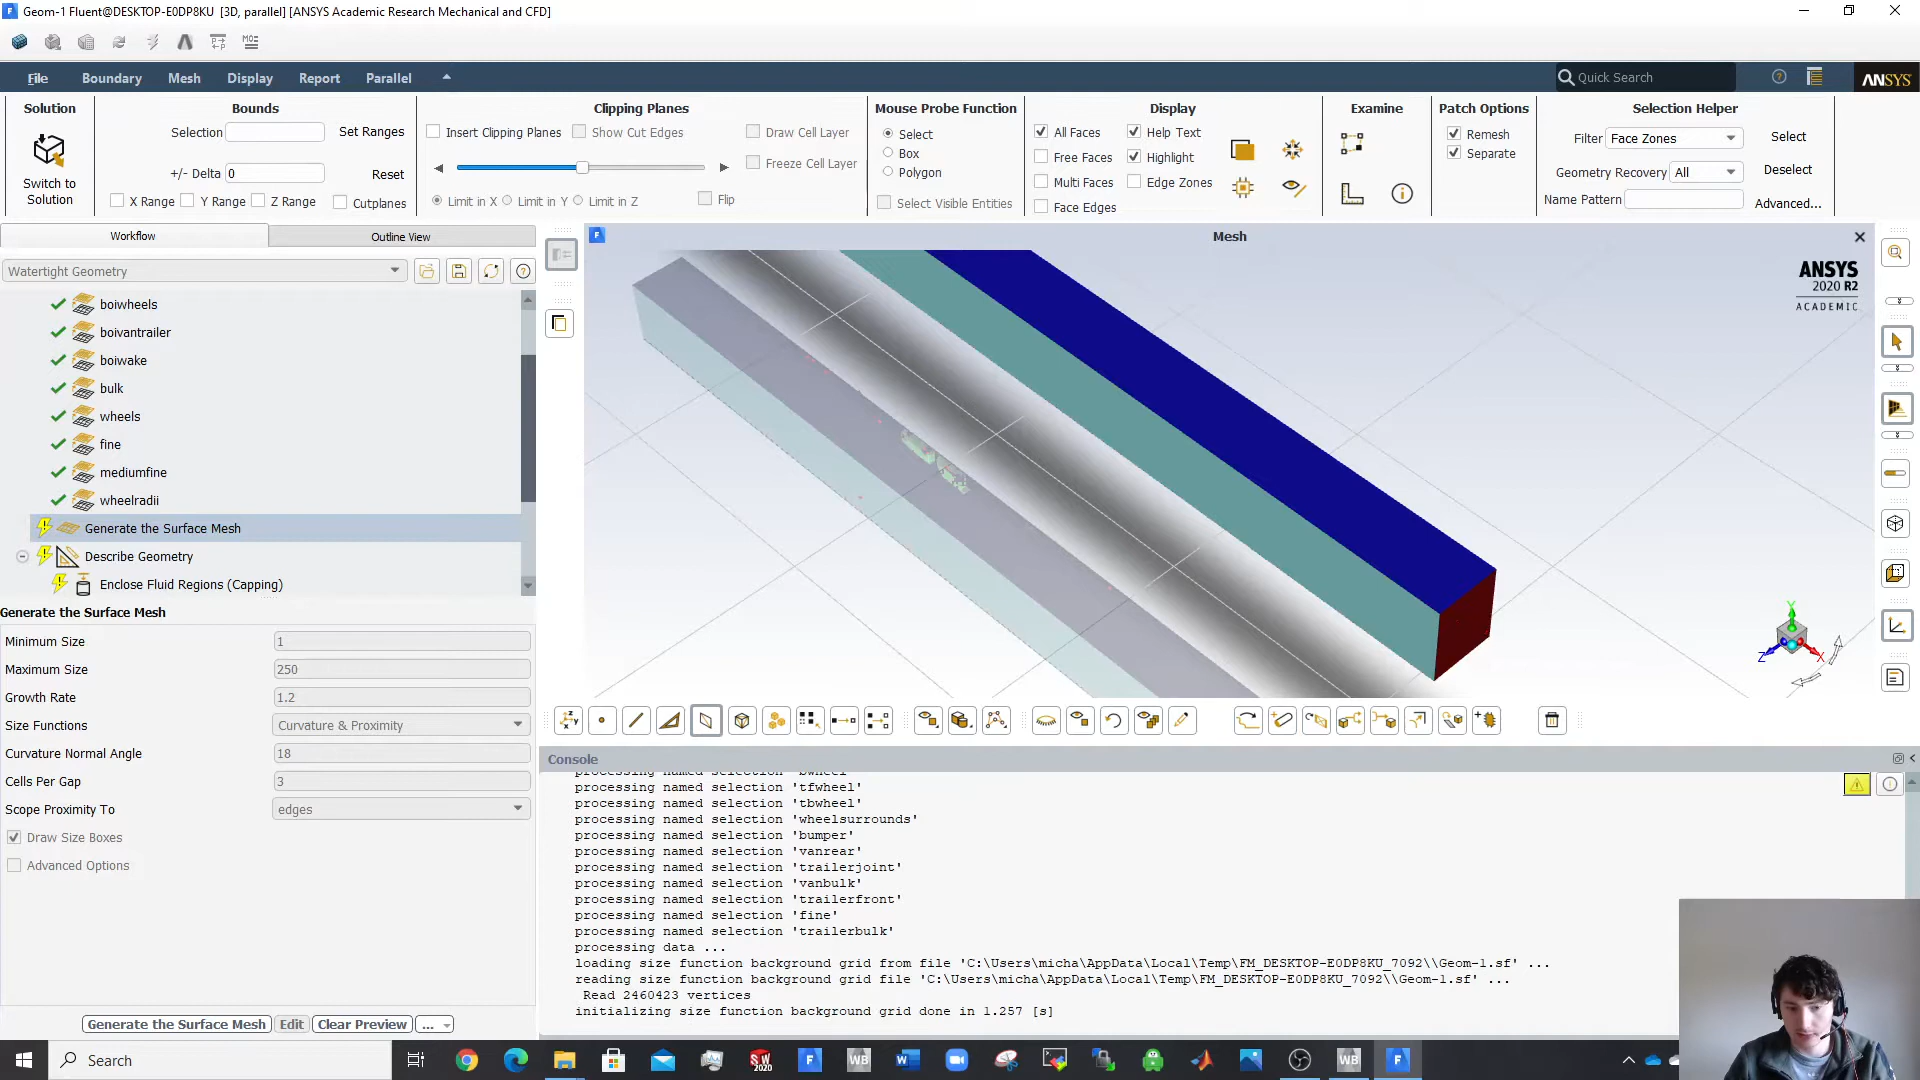 Geom-1 Fluent@DESKTOP-E0DP8KU [3D, parallel] [ANSYS Academic Research Mechanical and CFD]
File Boundary Mesh Display Report Parallel
Quick Search
ANSYS
Solution
Switch to
Solution
Bounds
Selection Set Ranges
+/- Delta 0 Reset
X Range Y Range Z Range Cutplanes
Clipping Planes
Insert Clipping Planes Show Cut Edges Draw Cell Layer
Freeze Cell Layer
Limit in X Limit in Y Limit in Z Flip
Mouse Probe Function
Select
Box
Polygon
Select Visible Entities
Display
All Faces Help Text
Free Faces Highlight
Multi Faces Edge Zones
Face Edges
Examine
Patch Options
Remesh
Separate
Selection Helper
Filter Face Zones Select
Geometry Recovery All Deselect
Name Pattern Advanced...
Workflow Outline View
Watertight Geometry
boiwheels
boivantrailer
boiwake
bulk
wheels
fine
mediumfine
wheelradii
Generate the Surface Mesh
Describe Geometry
Enclose Fluid Regions (Capping)
Generate the Surface Mesh
Minimum Size 1
Maximum Size 250
Growth Rate 1.2
Size Functions Curvature & Proximity
Curvature Normal Angle 18
Cells Per Gap 3
Scope Proximity To edges
Draw Size Boxes
Advanced Options
Generate the Surface Mesh Edit Clear Preview ...
Mesh
ANSYS
2020 R2
ACADEMIC
Y
Z
X
Console
processing named selection 'bwheel'
processing named selection 'tfwheel'
processing named selection 'tbwheel'
processing named selection 'wheelsurrounds'
processing named selection 'bumper'
processing named selection 'vanrear'
processing named selection 'trailerjoint'
processing named selection 'vanbulk'
processing named selection 'trailerfront'
processing named selection 'fine'
processing named selection 'trailerbulk'
processing data ...
loading size function background grid from file 'C:\Users\micha\AppData\Local\Temp\FM_DESKTOP-E0DP8KU_7092\\Geom-1.sf' ...
reading size function background grid file 'C:\Users\micha\AppData\Local\Temp\FM_DESKTOP-E0DP8KU_7092\\Geom-1.sf' ...
Read 2460423 vertices
initializing size function background grid done in 1.257 [s]
Search